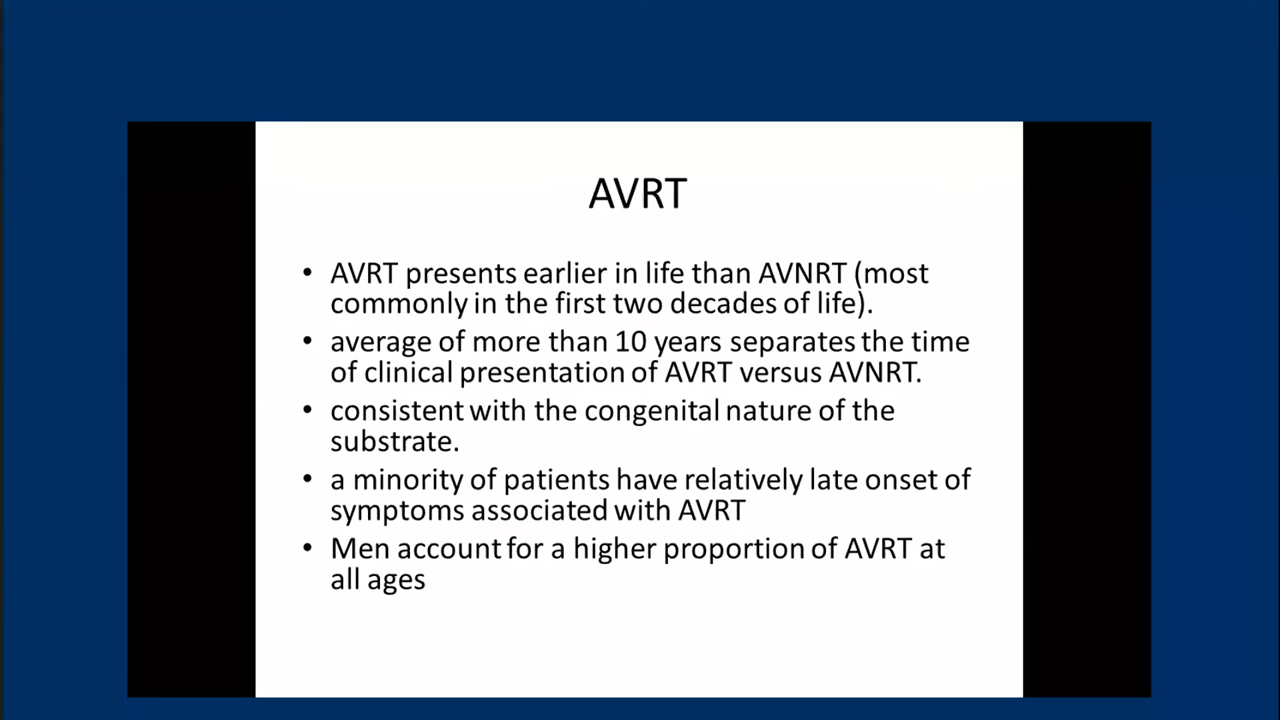 AVRT
• AVRT presents earlier in life than AVNRT (most
commonly in the first two decades of life).
• average of more than 10 years separates the time
of clinical presentation of AVRT versus AVNRT.
• consistent with the congenital nature of the
substrate.
• a minority of patients have relatively late onset of
symptoms associated with AVRT
• Men account for a higher proportion of AVRT at
all ages